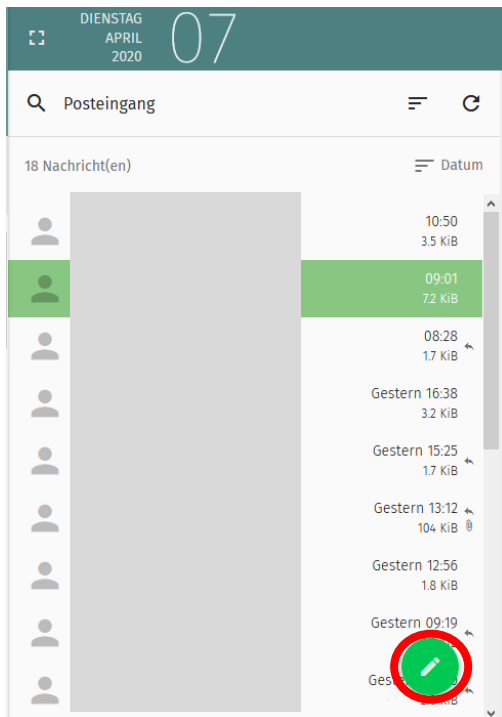 DIENSTAG
APRIL
2020
07
Posteingang
18 Nachricht(en)
Datum
10:50
3.5 KiB
09:01
7.2 KiB
08:28
1.7 KiB
Gestern 16:38
3.2 KiB
Gestern 15:25
1.7 KiB
Gestern 13:12
104 KiB
Gestern 12:56
1.8 KiB
Gestern 09:19
KiB